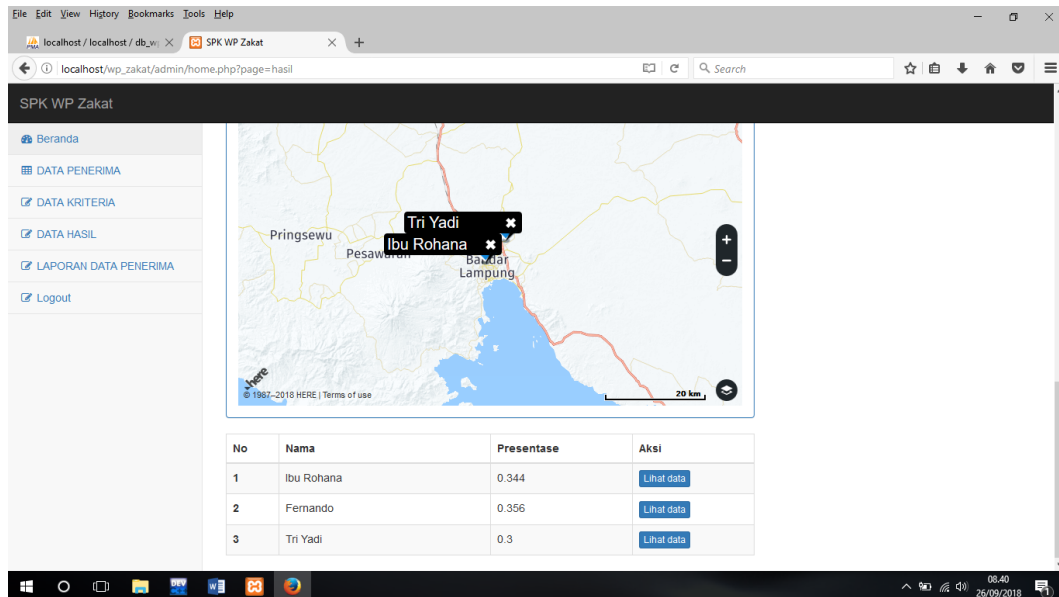 File Edit View History Bookmarks Tools Help
localhost / localhost / db_w
SPK WP Zakat
localhost/wp_zakat/admin/home.php?page=hasil
Search
SPK WP Zakat
Beranda
DATA PENERIMA
DATA KRITERIA
DATA HASIL
LAPORAN DATA PENERIMA
Logout
Tri Yadi
Ibu Rohana
Pringsewu
Bandar
Lampung
here
© 1987–2018 HERE | Terms of use
20 km
No Nama Presentase Aksi
1 Ibu Rohana 0.344 Lihat data
2 Fernando 0.356 Lihat data
3 Tri Yadi 0.3 Lihat data
DEV
08.40
26/09/2018